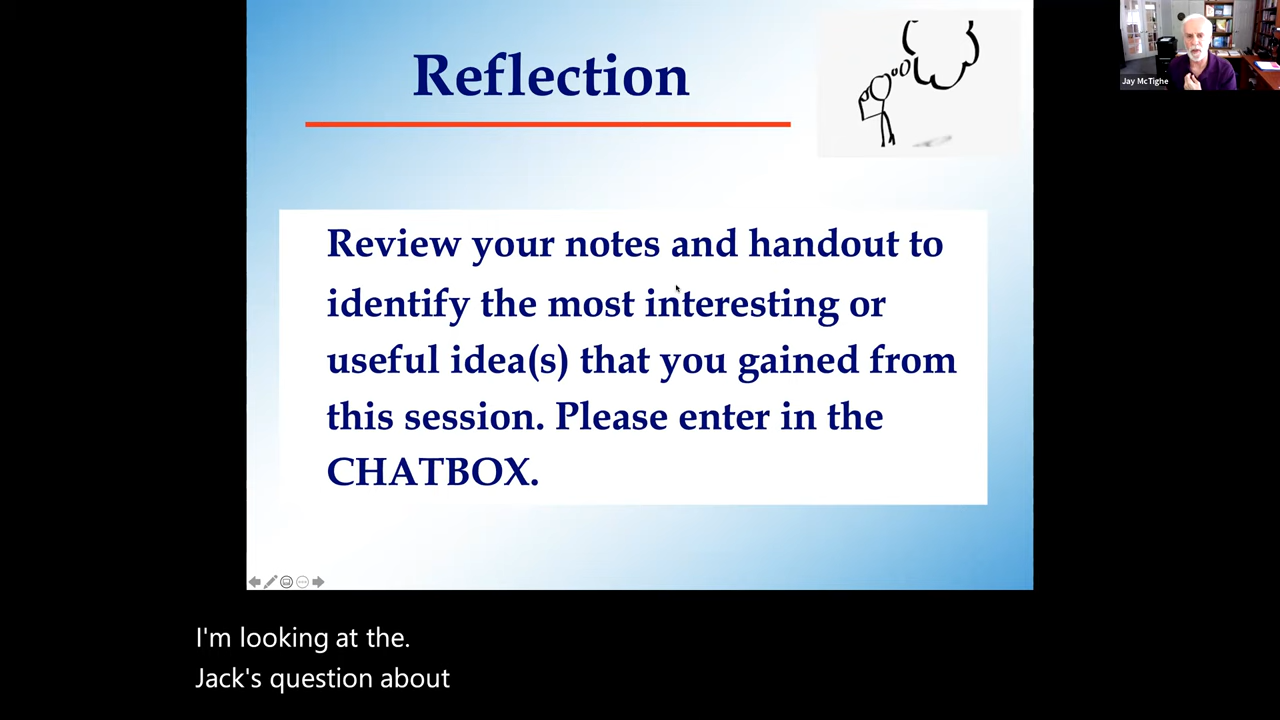 Reflection
Jay McTighe
Review your notes and handout to
identify the most interesting or
useful idea(s) that you gained from
this session. Please enter in the
CHATBOX.
I'm looking at the.
Jack's question about